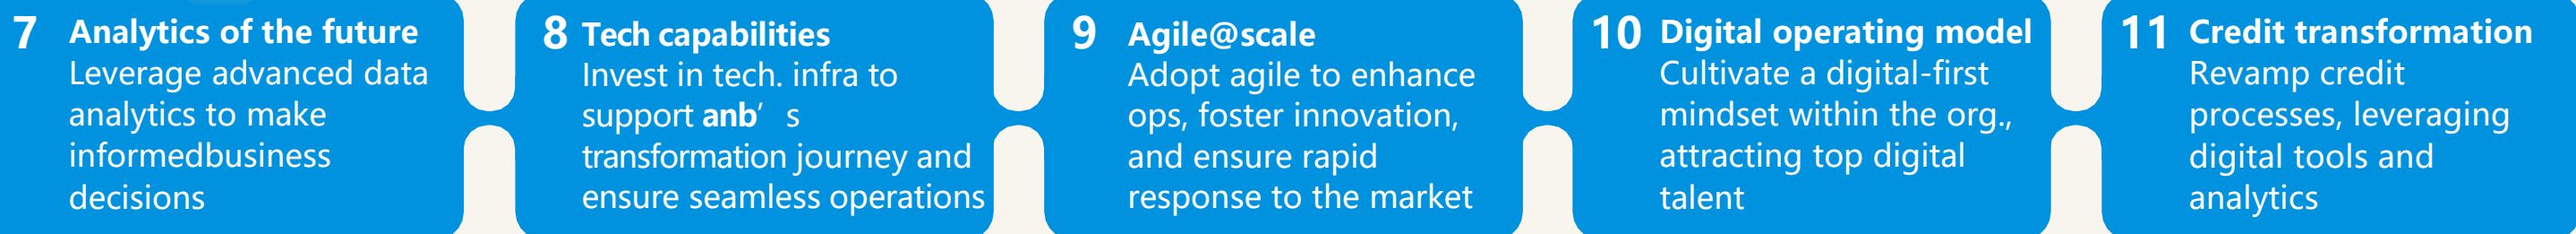 7 Analytics of the future
Leverage advanced data
analytics to make
informedbusiness
decisions
8 Tech capabilities
Invest in tech. infra to
support anb’ s
transformation journey and
ensure seamless operations
9 Agile@scale
Adopt agile to enhance
ops, foster innovation,
and ensure rapid
response to the market
10 Digital operating model
Cultivate a digital-first
mindset within the org.,
attracting top digital
talent
11 Credit transformation
Revamp credit
processes, leveraging
digital tools and
analytics